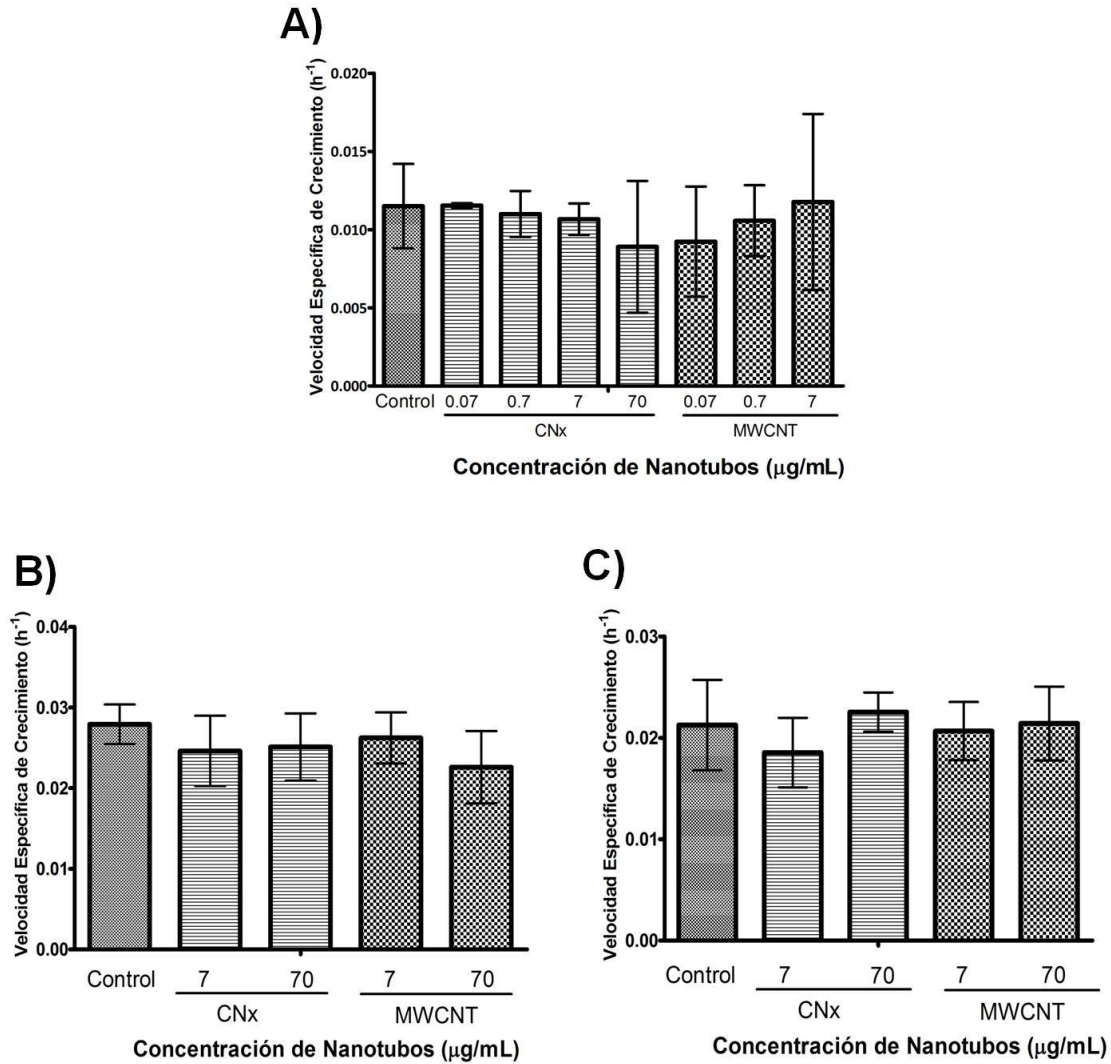 A)
Velocidad Específica de Crecimiento (h⁻¹)
0.020
0.015
0.010
0.005
0.000
Control 0.07 0.7 7 70 0.07 0.7 7
CNx MWCNT
Concentración de Nanotubos (μg/mL)
B)
Velocidad Específica de Crecimiento (h⁻¹)
0.04
0.03
0.02
0.01
0.00
Control 7 70 7 70
CNx MWCNT
Concentración de Nanotubos (μg/mL)
C)
Velocidad Específica de Crecimiento (h⁻¹)
0.03
0.02
0.01
0.00
Control 7 70 7 70
CNx MWCNT
Concentración de Nanotubos (μg/mL)